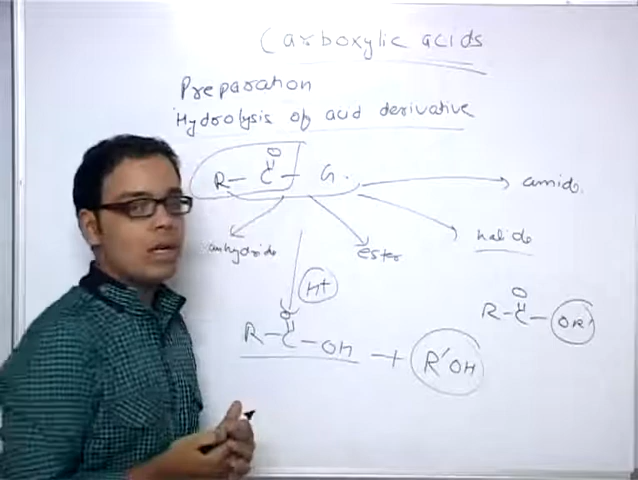 Carboxylic acids
Preparation
Hydrolysis of acid derivative
R - C - G.
O
amide.
anhydride
ester
halide
H+
O
R - C - OH + R'OH
O
R - C - OR'